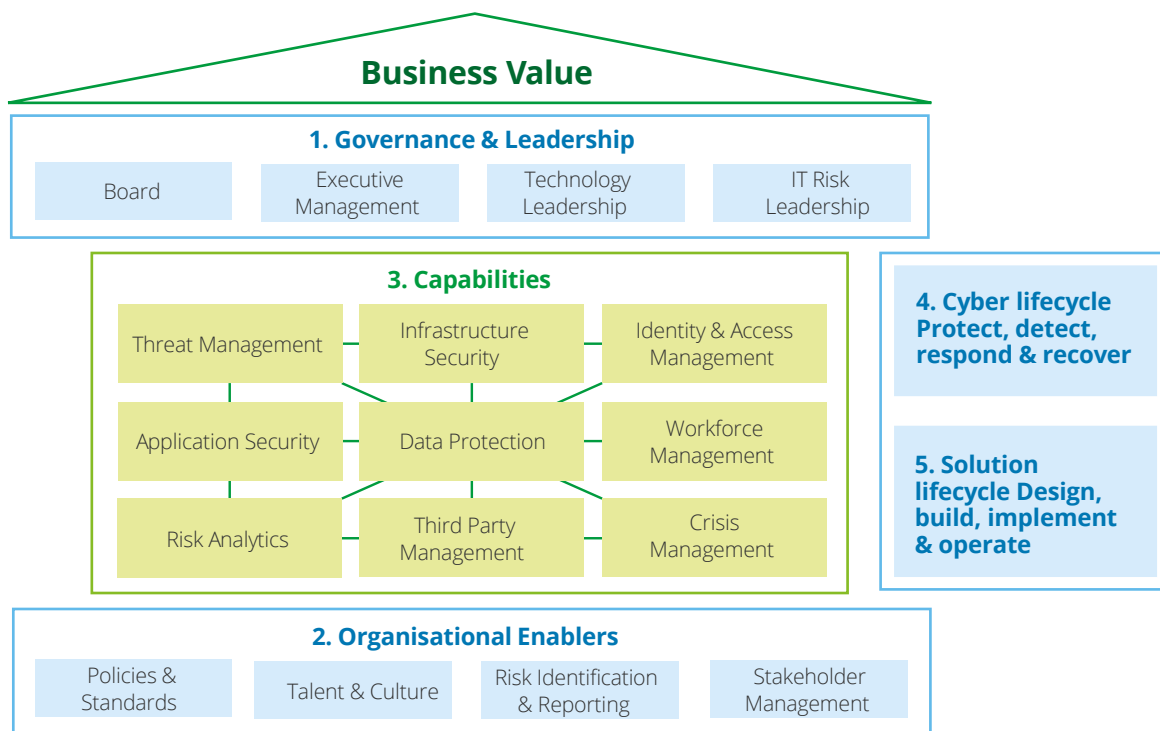 Business Value
1. Governance & Leadership
Board
Executive
Management
Technology
Leadership
IT Risk
Leadership
3. Capabilities
Threat Management
Infrastructure
Security
Identity & Access
Management
Application Security
Data Protection
Workforce
Management
Risk Analytics
Third Party
Management
Crisis
Management
4. Cyber lifecycle
Protect, detect,
respond & recover
5. Solution
lifecycle Design,
build, implement
& operate
2. Organisational Enablers
Policies &
Standards
Talent & Culture
Risk Identification
& Reporting
Stakeholder
Management